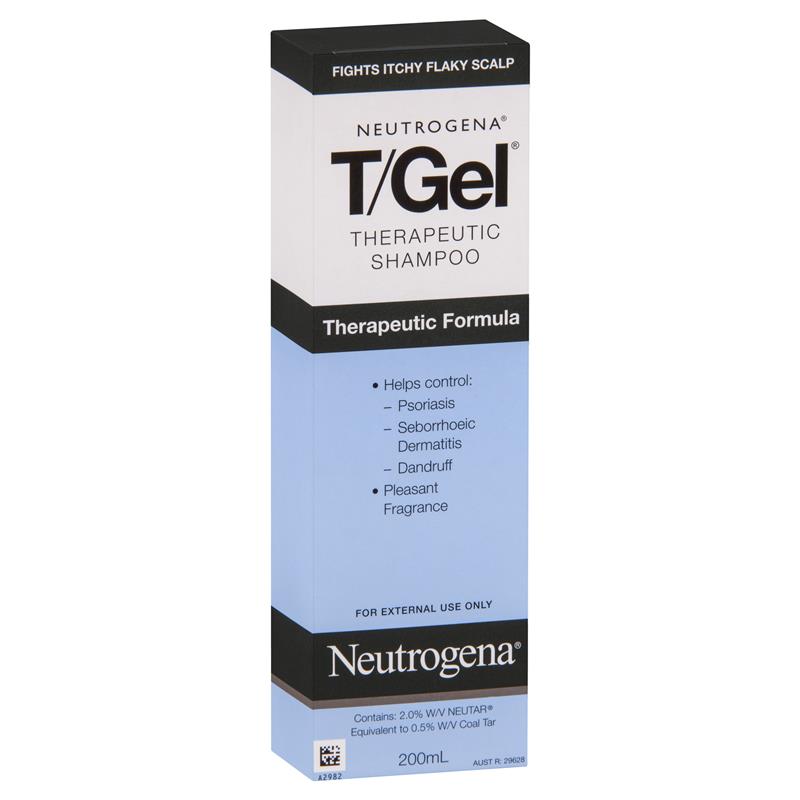 FIGHTS ITCHY FLAKY SCALP
NEUTROGENA®
T/Gel®
THERAPEUTIC
SHAMPOO
Therapeutic Formula
• Helps control:
– Psoriasis
– Seborrhoeic
Dermatitis
– Dandruff
• Pleasant
Fragrance
FOR EXTERNAL USE ONLY
Neutrogena®
Contains: 2.0% W/V NEUTAR®
Equivalent to 0.5% W/V Coal Tar
200mL
AUST R: 29628
A2982